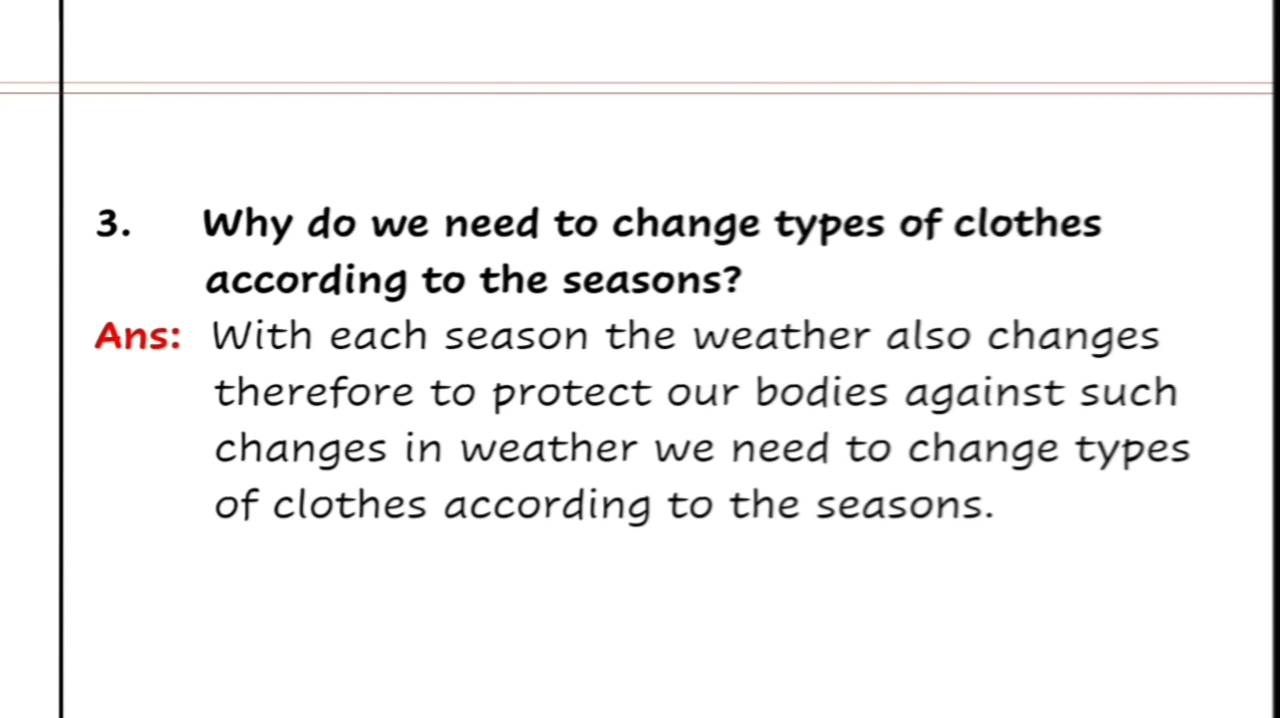 3. Why do we need to change types of clothes
according to the seasons?
Ans: With each season the weather also changes
therefore to protect our bodies against such
changes in weather we need to change types
of clothes according to the seasons.